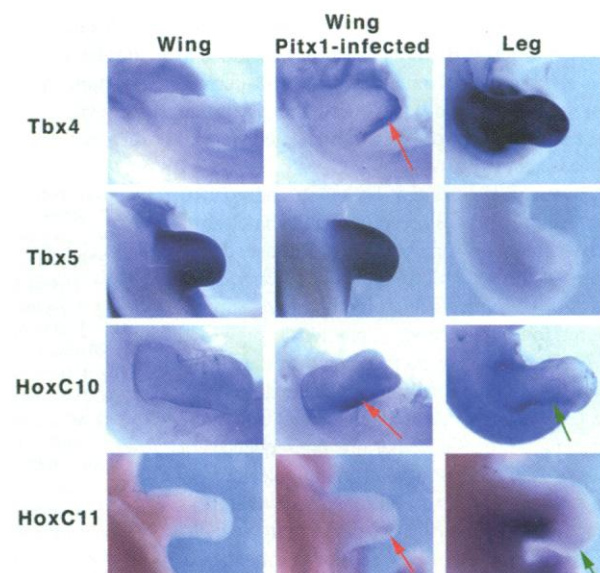 Wing
Wing
Pitx1-infected
Leg
Tbx4
Tbx5
HoxC10
HoxC11